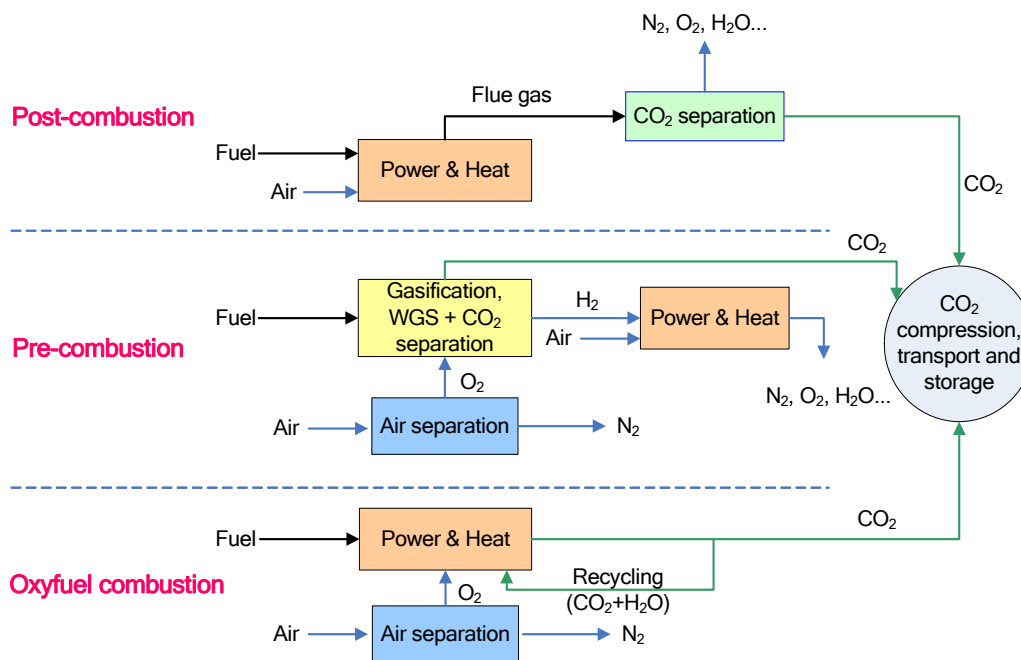 N₂, O₂, H₂O...
Flue gas
Post-combustion
CO₂ separation
Fuel
Power & Heat
Air
CO₂
CO₂
Gasification,
WGS + CO₂
separation
H₂
Fuel
Power & Heat
Air
CO₂
compression,
transport and
storage
Pre-combustion
O₂
N₂, O₂, H₂O...
Air
Air separation
N₂
CO₂
Fuel
Power & Heat
Oxyfuel combustion
Recycling
(CO₂+H₂O)
O₂
Air
Air separation
N₂